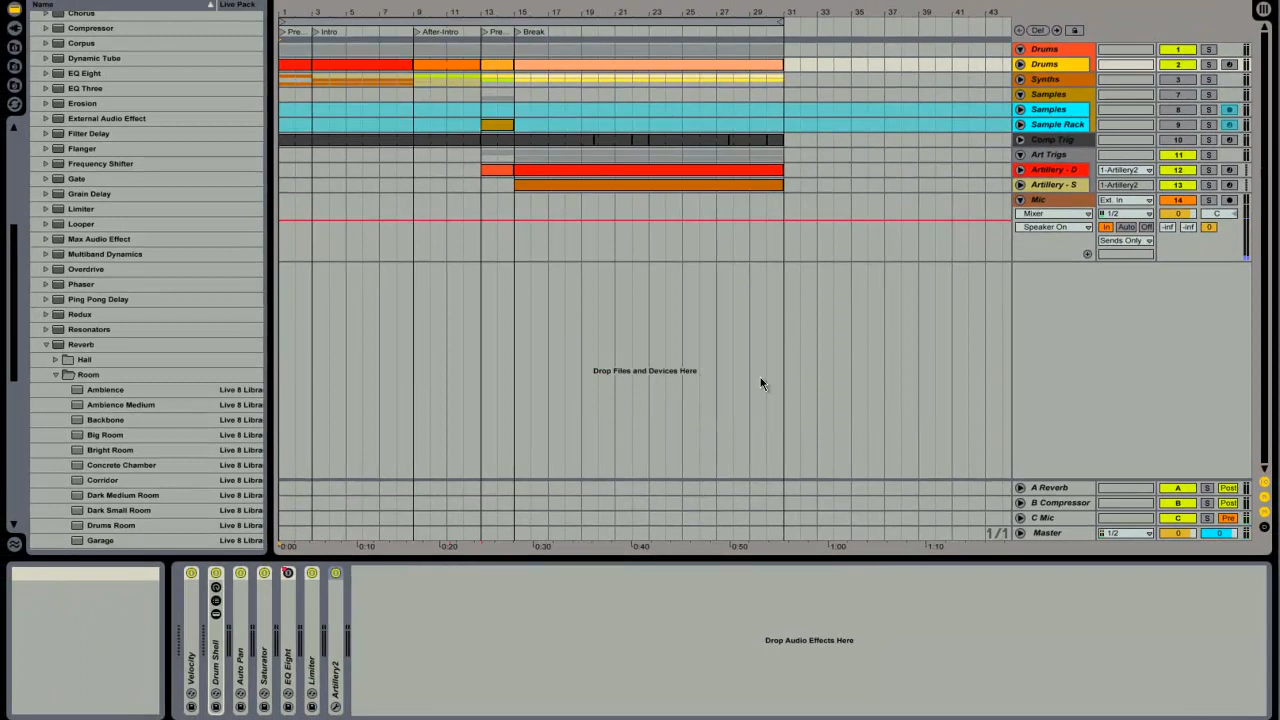 Name Live Pack
Chorus
Compressor
Corpus
Dynamic Tube
EQ Eight
EQ Three
Erosion
External Audio Effect
Filter Delay
Flanger
Frequency Shifter
Gate
Grain Delay
Limiter
Looper
Max Audio Effect
Multiband Dynamics
Overdrive
Phaser
Ping Pong Delay
Redux
Resonators
Reverb
Hall
Room
Ambience Live 8 Libra
Ambience Medium Live 8 Libra
Backbone Live 8 Libra
Big Room Live 8 Libra
Bright Room Live 8 Libra
Concrete Chamber Live 8 Libra
Corridor Live 8 Libra
Dark Medium Room Live 8 Libra
Dark Small Room Live 8 Libra
Drums Room Live 8 Libra
Garage Live 8 Libra
1 3 5 7 9 11 13 15 17 19 21 23 25 27 29 31 33 35 37 39 41 43
Pre... Intro After-Intro Pre... Break
Drop Files and Devices Here
1/1
0:00 0:10 0:20 0:30 0:40 0:50 1:00 1:10
Del
Drums 1 S
Drums 2 S
Synths 3 S
Samples 7 S
Samples 8 S
Sample Rack 9 S
Comp Trig 10 S
Art Trigs 11 S
Artillery - D 1-Artillery2 12 S
Artillery - S 1-Artillery2 13 S
Mic Ext. In 14 S
Mixer 1/2 0 C
Speaker On In Auto Off -inf -inf 0
Sends Only
A Reverb A S Post
B Compressor B S Post
C Mic C S Pre
Master 1/2 0 0
Velocity
Drum Shell
Auto Pan
Saturator
EQ Eight
Limiter
Artillery2
Drop Audio Effects Here